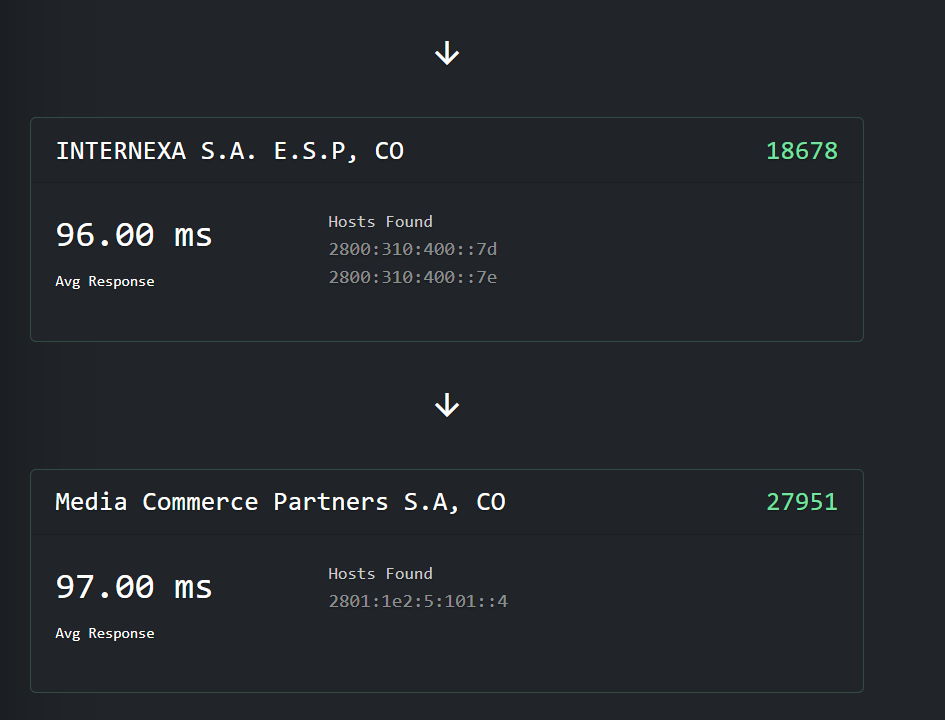 INTERNEXA S.A. E.S.P, CO 18678
96.00 ms
Avg Response
Hosts Found
2800:310:400::7d
2800:310:400::7e
Media Commerce Partners S.A, CO 27951
97.00 ms
Avg Response
Hosts Found
2801:1e2:5:101::4